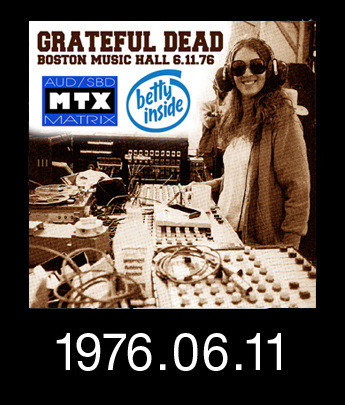 GRATEFUL DEAD
BOSTON MUSIC HALL 6.11.76
AUD/SBD
MTX
MATRIX
betty
inside
1976.06.11